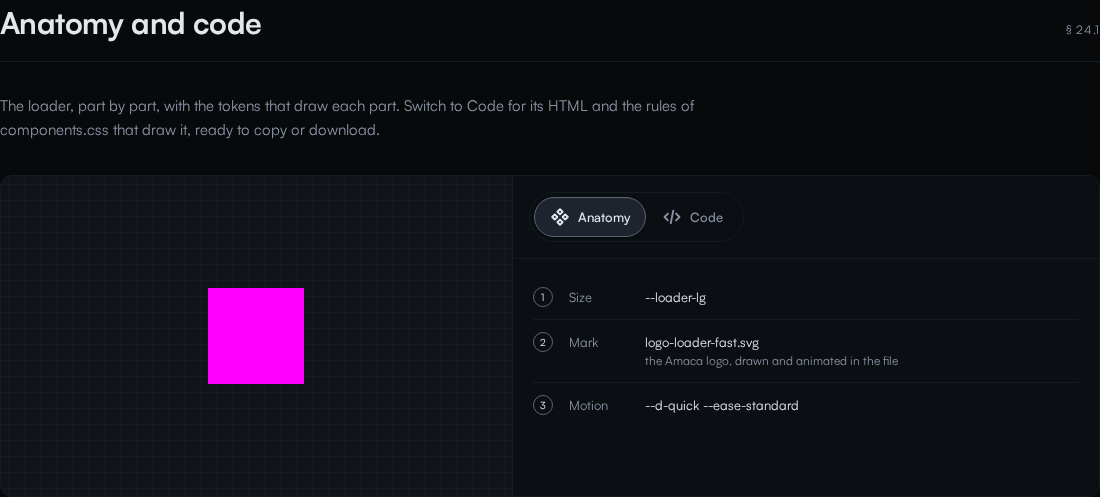 Anatomy and code
§ 24.1
The loader, part by part, with the tokens that draw each part. Switch to Code for its HTML and the rules of
components.css that draw it, ready to copy or download.
Anatomy
Code
1 Size --loader-lg
2 Mark logo-loader-fast.svg
the Amaca logo, drawn and animated in the file
3 Motion --d-quick --ease-standard